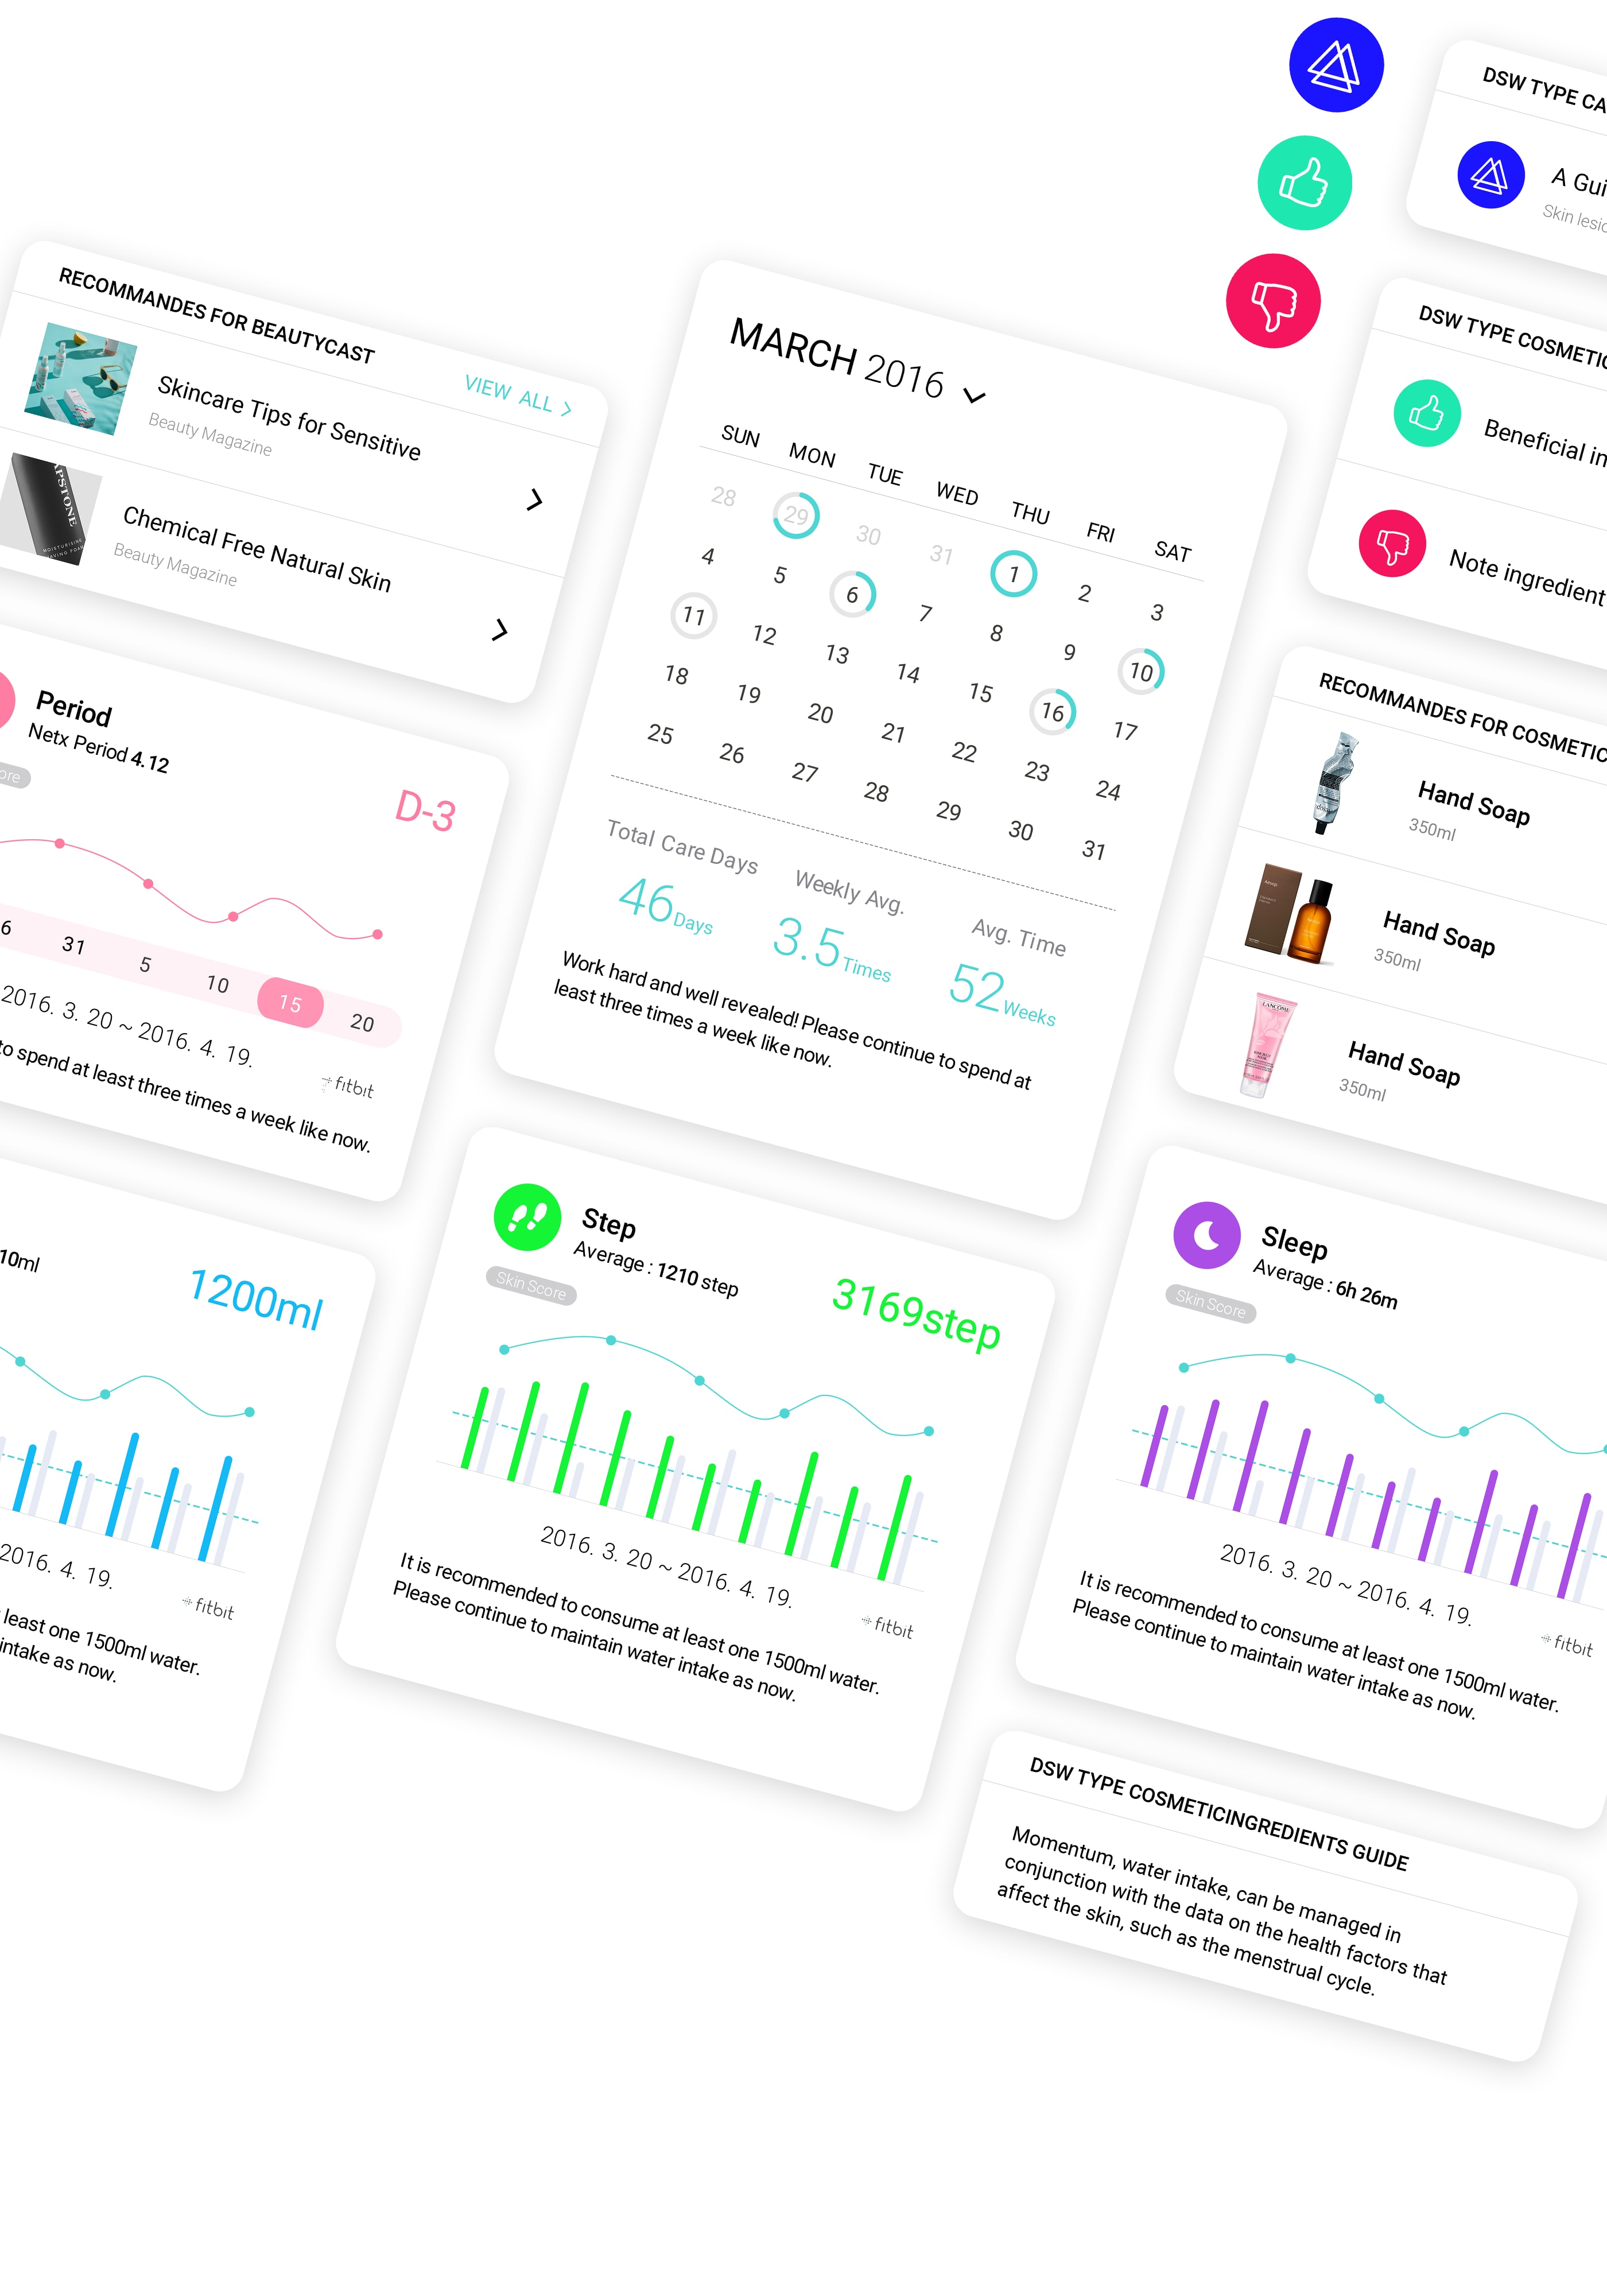 DSW TYPE CA
A Gui
Skin lesio
RECOMMANDES FOR BEAUTYCAST
VIEW ALL
Skincare Tips for Sensitive
Beauty Magazine
APSTONE
Chemical Free Natural Skin
Beauty Magazine
MARCH 2016
SUN MON TUE WED THU FRI SAT
28 29 30 31 1 2 3
4 5 6 7 8 9 10
11 12 13 14 15 16 17
18 19 20 21 22 23 24
25 26 27 28 29 30 31
Total Care Days
46 Days
Weekly Avg.
3.5 Times
Avg. Time
52 Weeks
Work hard and well revealed! Please continue to spend at
least three times a week like now.
DSW TYPE COSMETIC
Beneficial in
Note ingredient
Period
Netx Period 4.12
ore
D-3
6 31 5 10 15 20
2016. 3. 20 ~ 2016. 4. 19.
fitbit
to spend at least three times a week like now.
RECOMMANDES FOR COSMETIC
Hand Soap
350ml
Aesop
Hand Soap
350ml
LANCÔME
Hand Soap
350ml
10ml
1200ml
2016. 4. 19.
fitbit
least one 1500ml water.
intake as now.
Step
Average : 1210 step
Skin Score
3169step
2016. 3. 20 ~ 2016. 4. 19.
fitbit
It is recommended to consume at least one 1500ml water.
Please continue to maintain water intake as now.
Sleep
Average : 6h 26m
Skin Score
2016. 3. 20 ~ 2016. 4. 19.
fitbit
It is recommended to consume at least one 1500ml water.
Please continue to maintain water intake as now.
DSW TYPE COSMETICINGREDIENTS GUIDE
Momentum, water intake, can be managed in
conjunction with the data on the health factors that
affect the skin, such as the menstrual cycle.